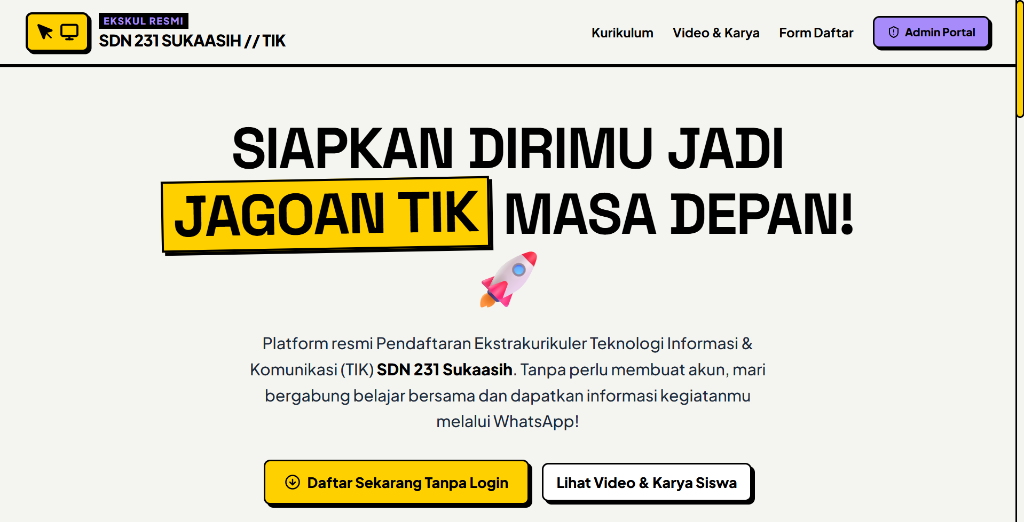 EKSKUL RESMI
SDN 231 SUKAASIH // TIK
Kurikulum
Video & Karya
Form Daftar
Admin Portal
SIAPKAN DIRIMU JADI
JAGOAN TIK MASA DEPAN!
Platform resmi Pendaftaran Ekstrakurikuler Teknologi Informasi &
Komunikasi (TIK) SDN 231 Sukaasih. Tanpa perlu membuat akun, mari
bergabung belajar bersama dan dapatkan informasi kegiatanmu
melalui WhatsApp!
Daftar Sekarang Tanpa Login
Lihat Video & Karya Siswa